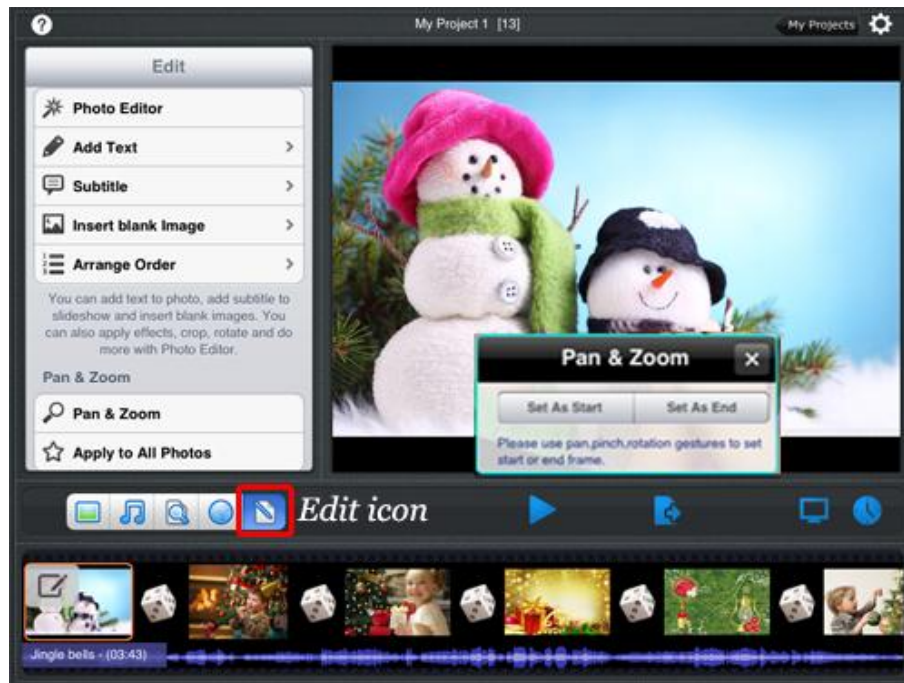 ?
My Project 1 [13]
My Projects
Edit
Photo Editor
Add Text
Subtitle
Insert blank Image
Arrange Order
You can add text to photo, add subtitle to
slideshow and insert blank images. You
can also apply effects, crop, rotate and do
more with Photo Editor.
Pan & Zoom
Pan & Zoom
Apply to All Photos
Pan & Zoom
Set As Start
Set As End
Please use pan,pinch,rotation gestures to set
start or end frame.
Edit icon
Jingle bells - (03:43)